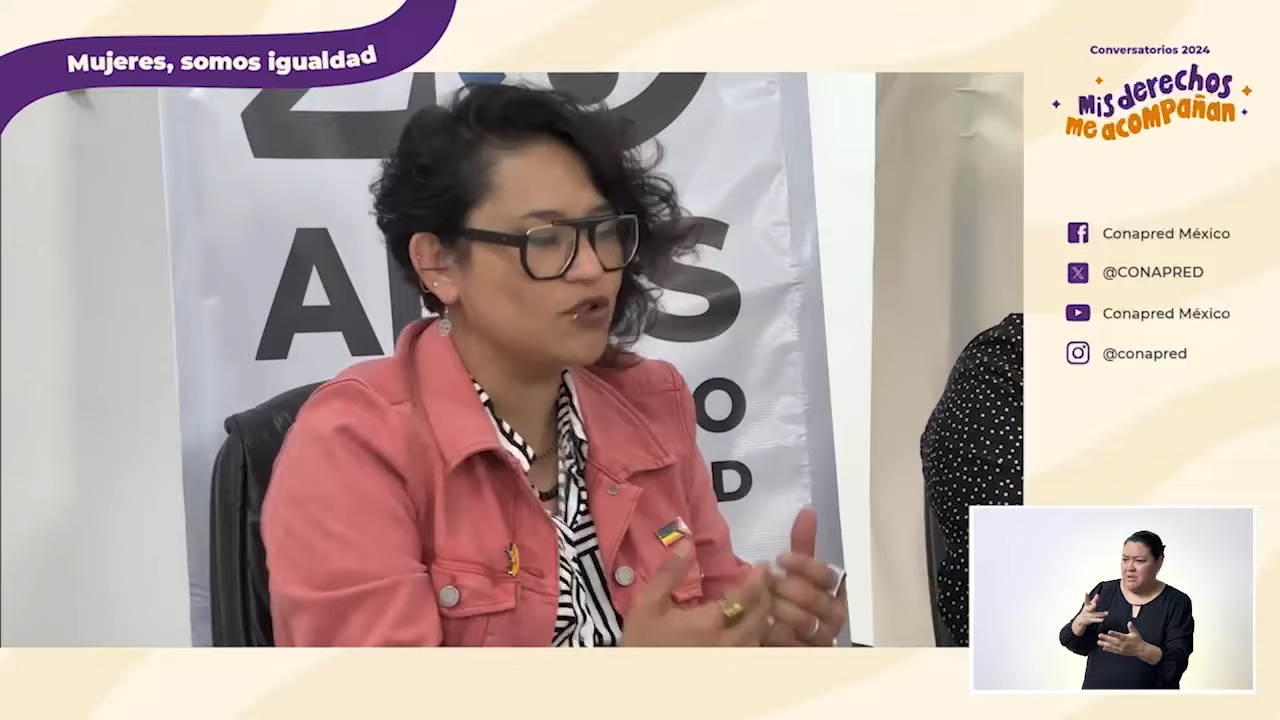 Mujeres, somos igualdad
Conversatorios 2024
Mis derechos
me acompañan
Conapred México
@CONAPRED
Conapred México
@conapred